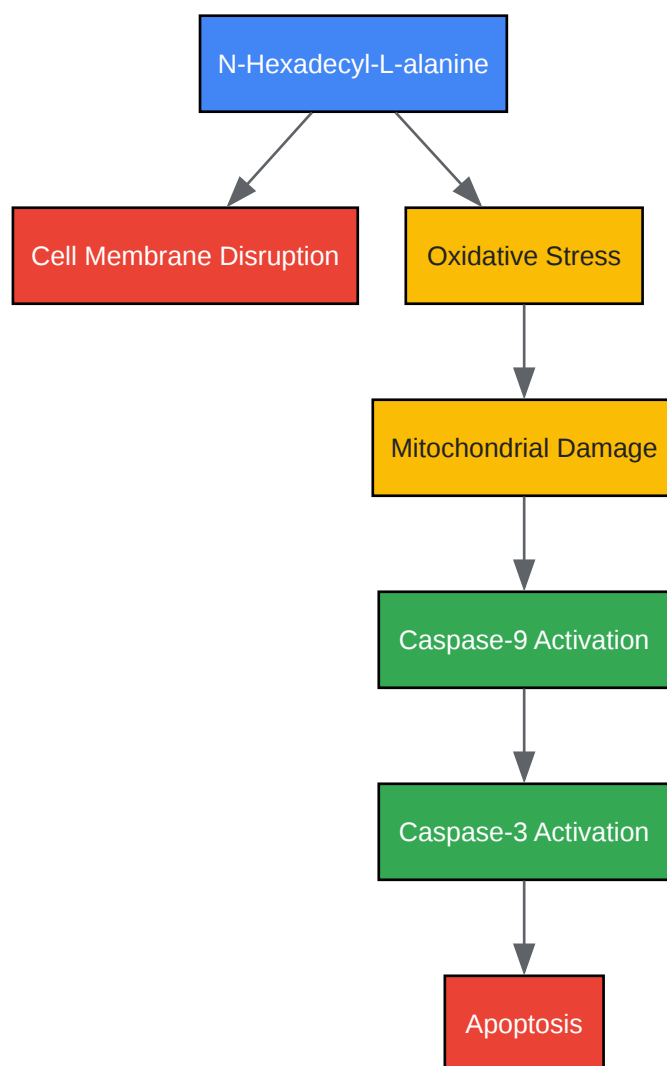 N-Hexadecyl-L-alanine
Cell Membrane Disruption
Oxidative Stress
Mitochondrial Damage
Caspase-9 Activation
Caspase-3 Activation
Apoptosis